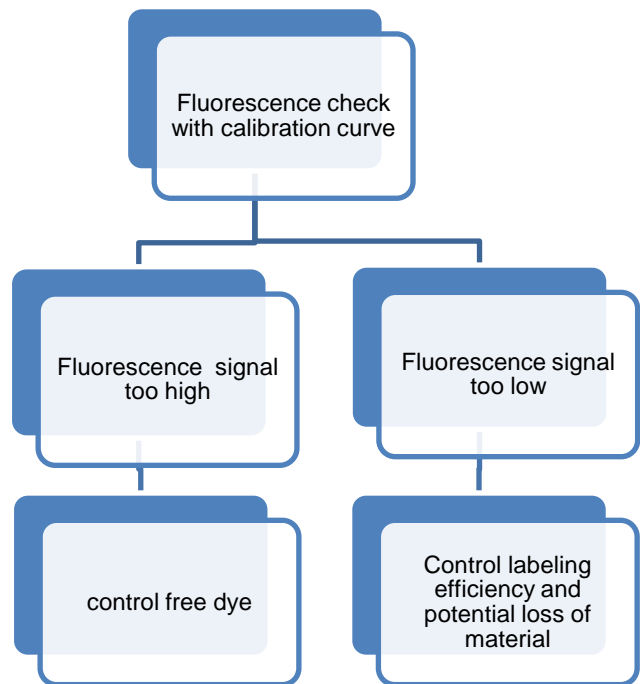 Fluorescence check
with calibration curve
Fluorescence signal
too high
Fluorescence signal
too low
control free dye
Control labeling
efficiency and
potential loss of
material